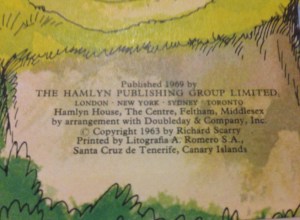 Published 1969 by
THE HAMLYN PUBLISHING GROUP LIMITED
LONDON · NEW YORK · SYDNEY · TORONTO
Hamlyn House, The Centre, Feltham, Middlesex
by arrangement with Doubleday & Company, Inc.
© Copyright 1963 by Richard Scarry
Printed by Litografia A. Romero S.A.,
Santa Cruz de Tenerife, Canary Islands